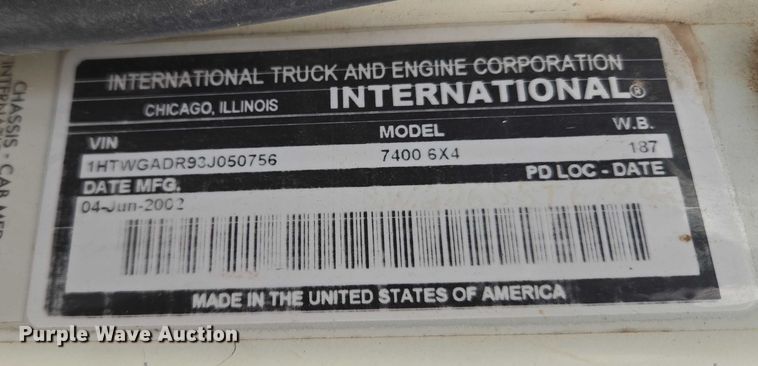 INTERNATIONAL TRUCK AND ENGINE CORPORATION
CHICAGO, ILLINOIS INTERNATIONAL®
VIN MODEL W.B.
1HTWGADR93J050756 7400 6X4 187
DATE MFG. PD LOC - DATE
04-Jun-2002
MADE IN THE UNITED STATES OF AMERICA
CHASSIS - CAB
Purple Wave Auction